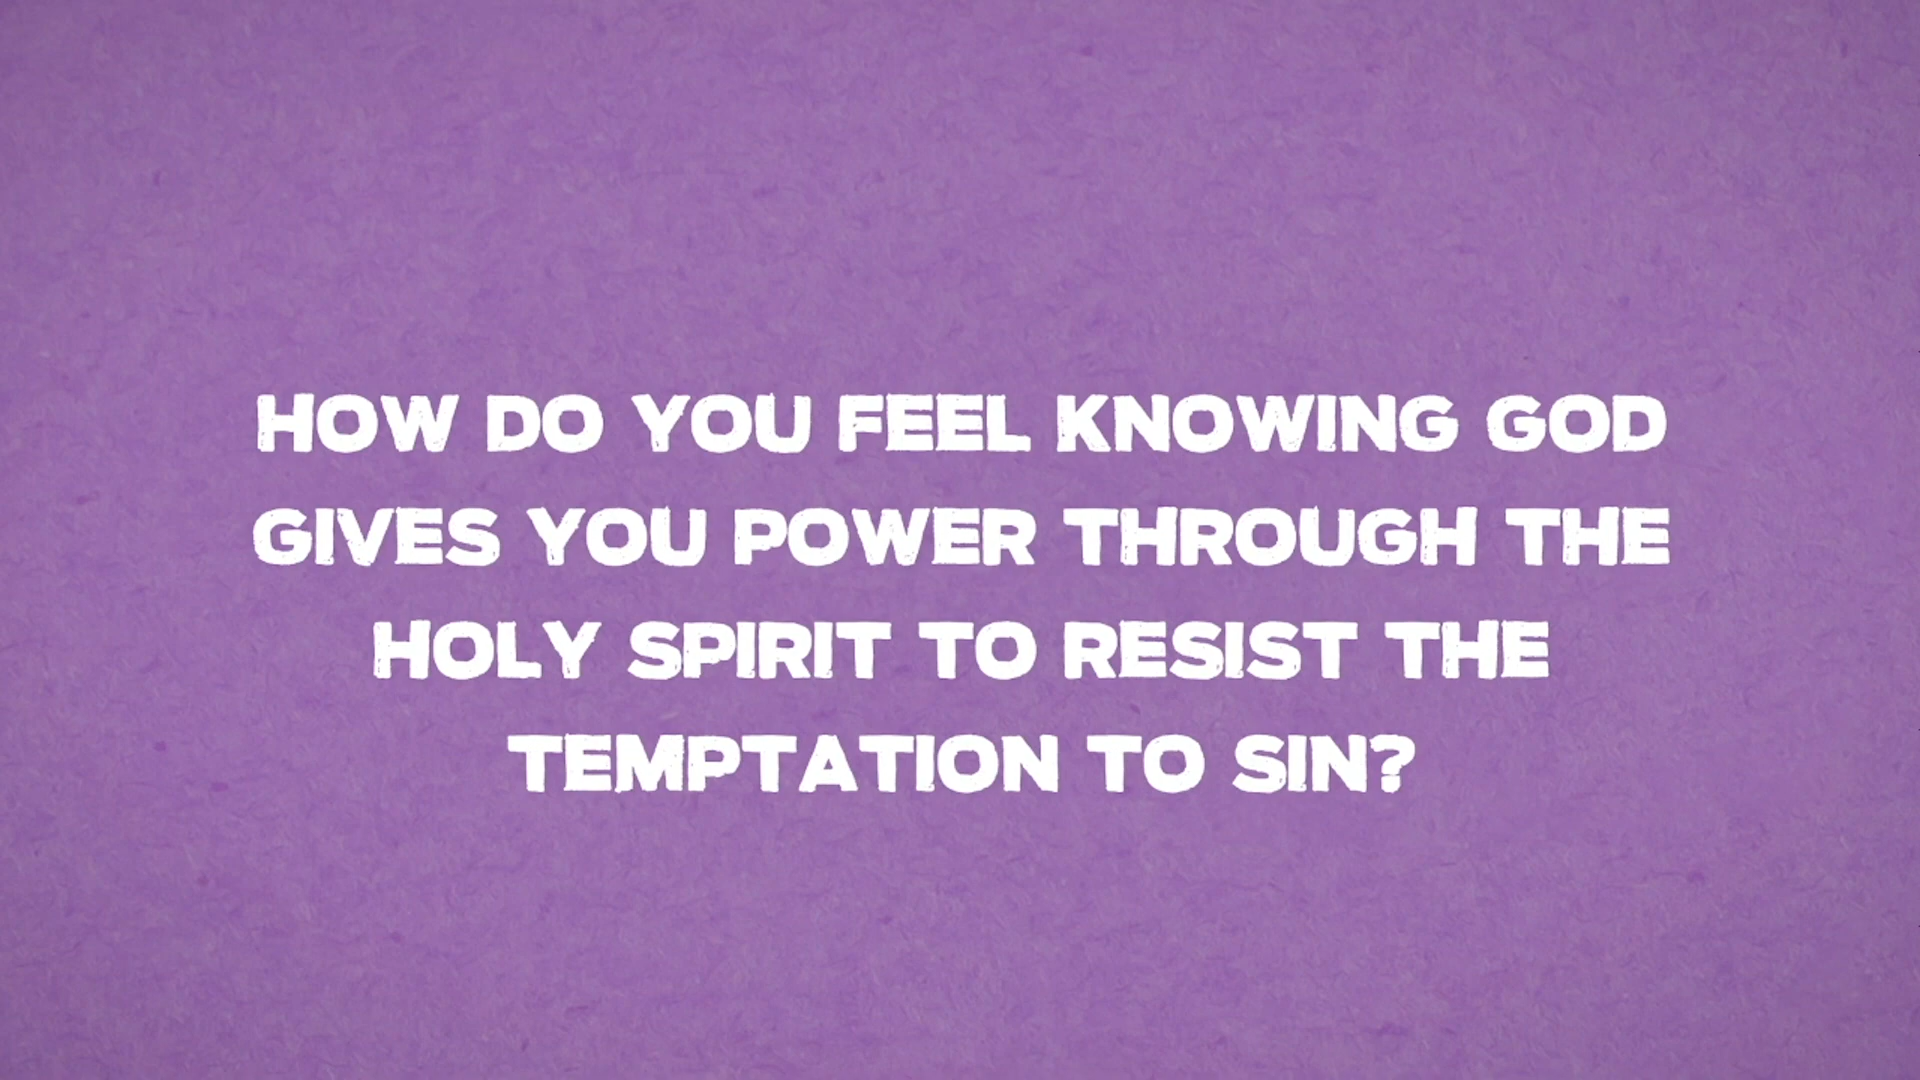 HOW DO YOU FEEL KNOWING GOD
GIVES YOU POWER THROUGH THE
HOLY SPIRIT TO RESIST THE
TEMPTATION TO SIN?